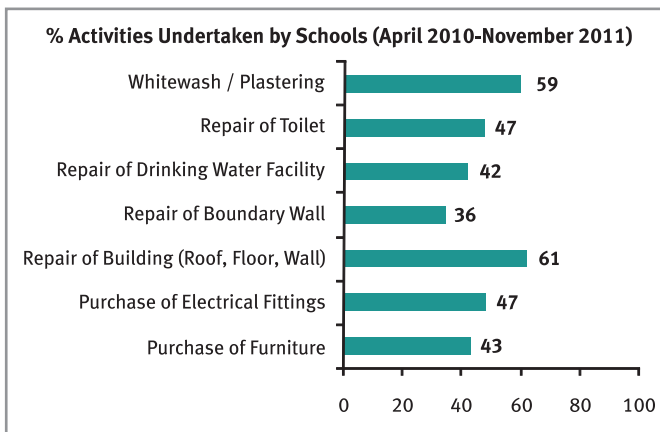 % Activities Undertaken by Schools (April 2010-November 2011)
Whitewash / Plastering 59
Repair of Toilet 47
Repair of Drinking Water Facility 42
Repair of Boundary Wall 36
Repair of Building (Roof, Floor, Wall) 61
Purchase of Electrical Fittings 47
Purchase of Furniture 43
0 20 40 60 80 100